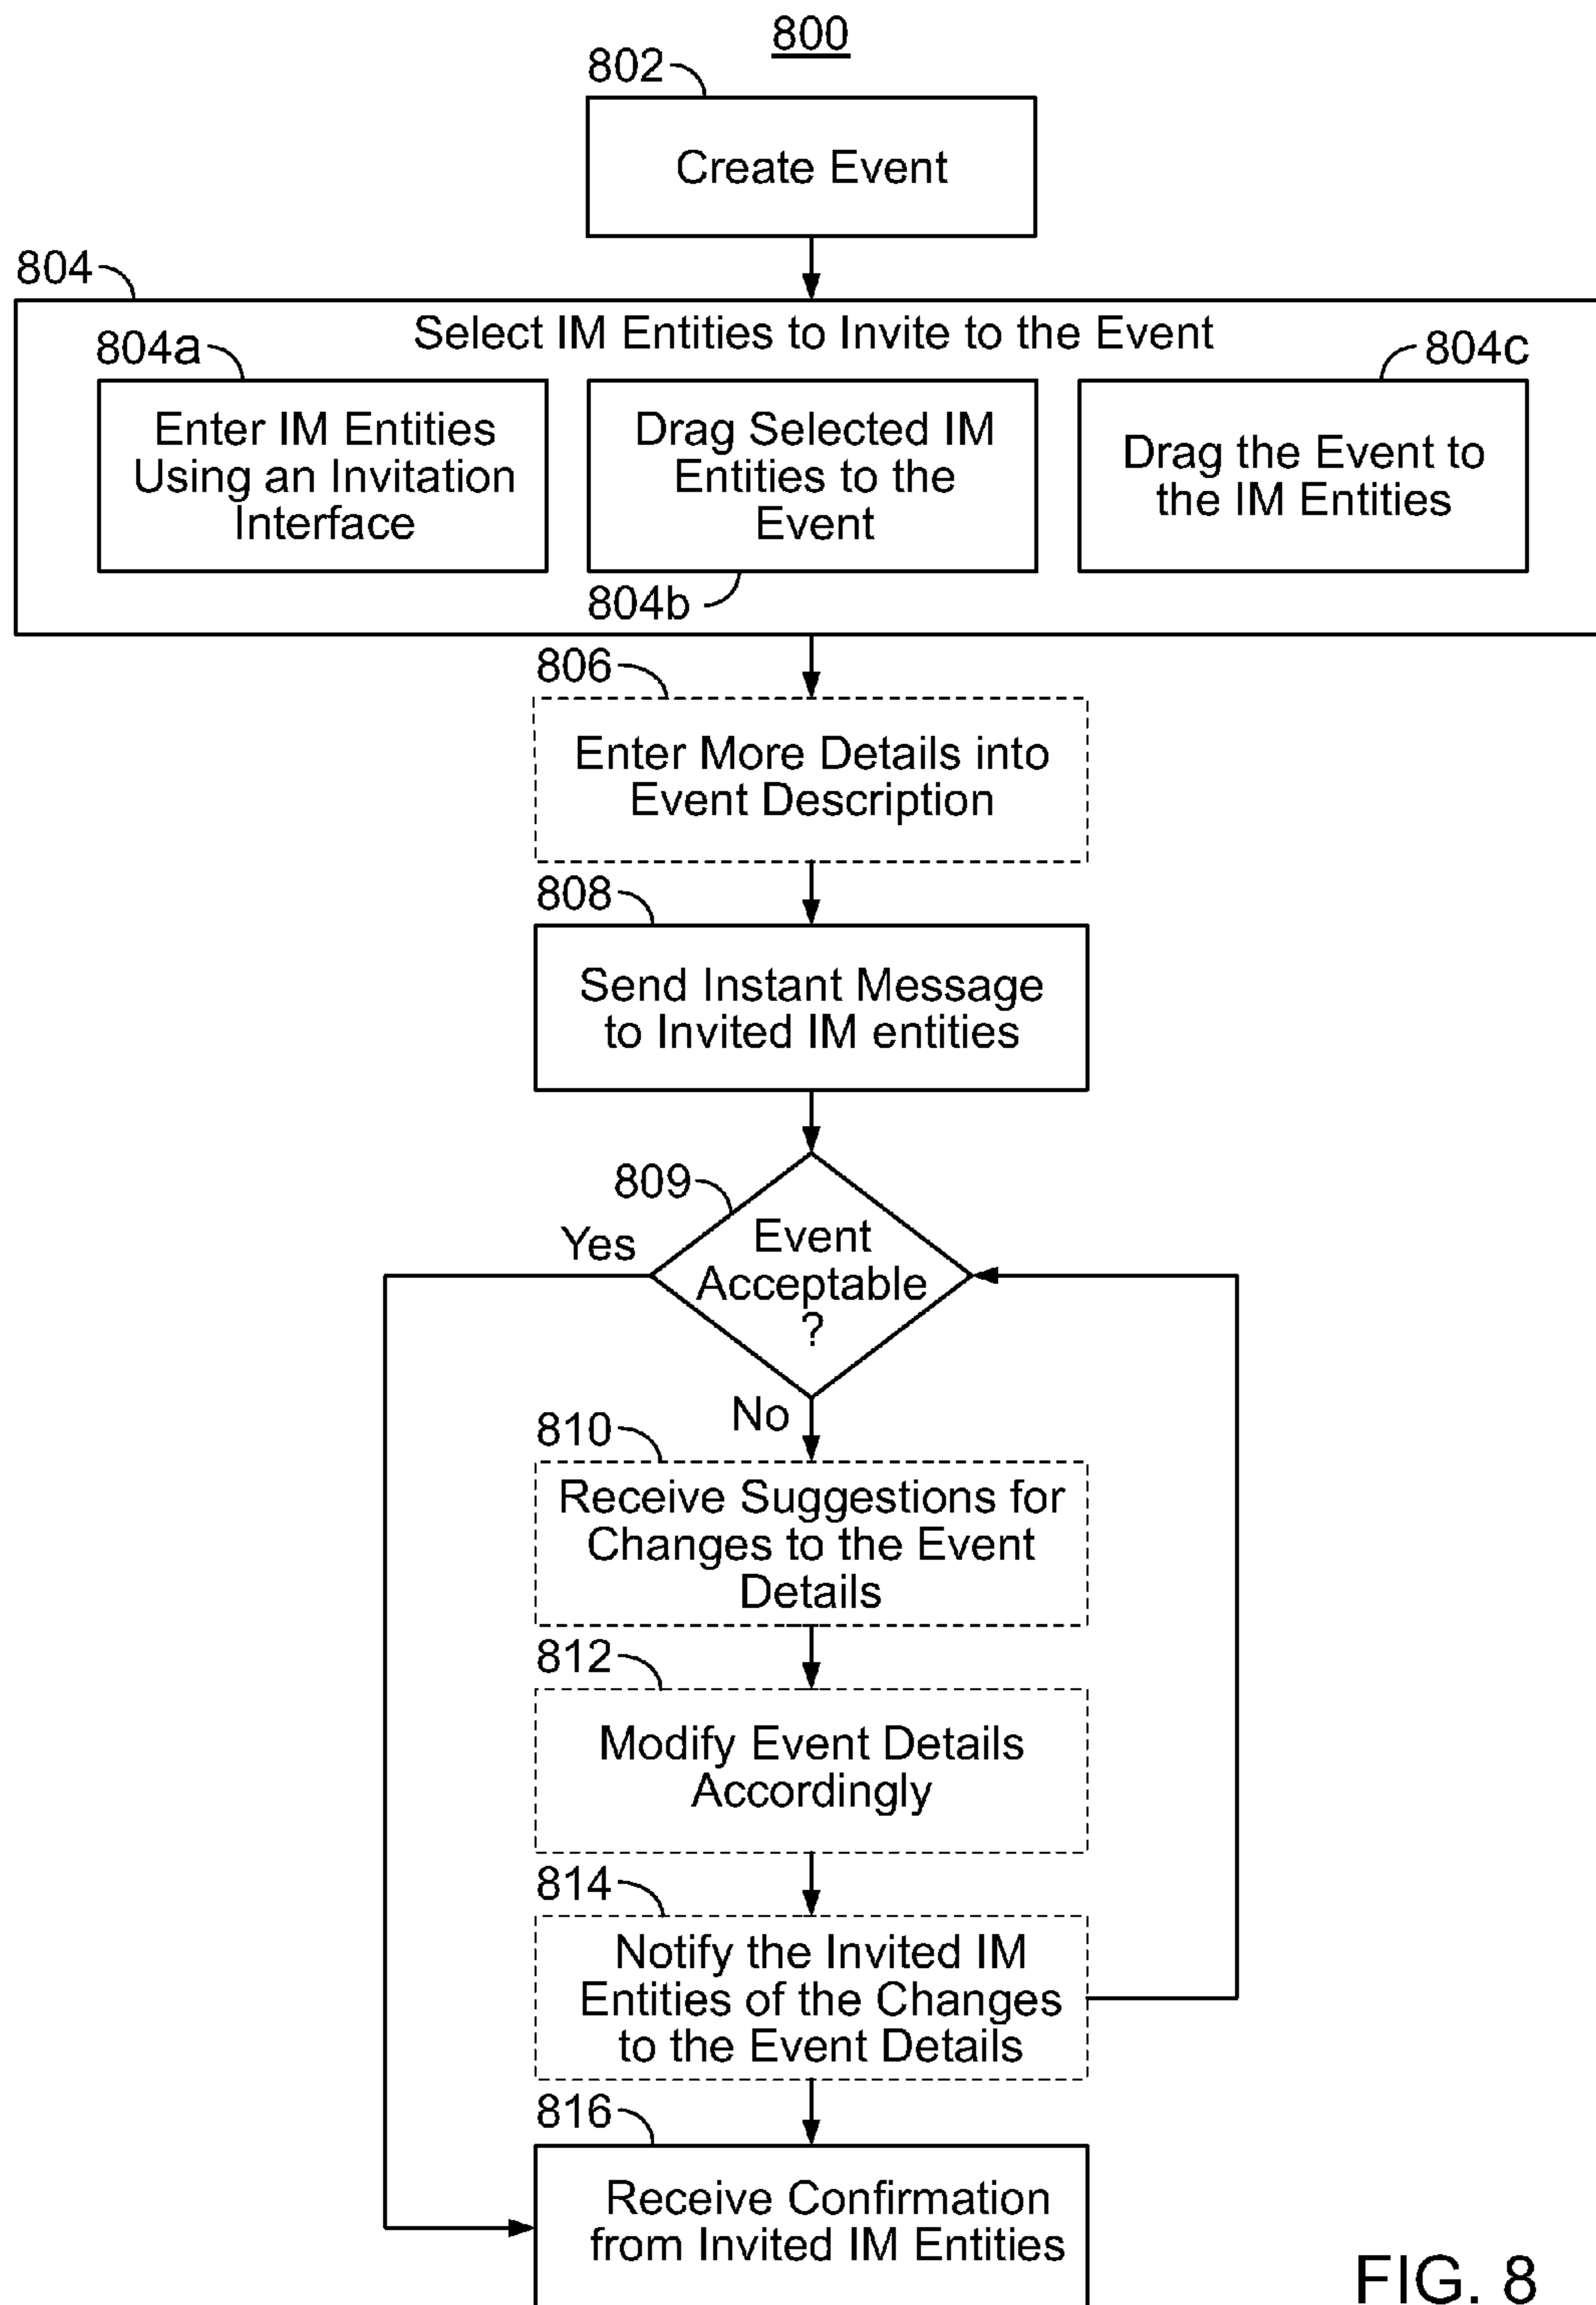 800
802
Create Event
804
Select IM Entities to Invite to the Event
804a
804c
Enter IM Entities
Using an Invitation
Interface
Drag Selected IM
Entities to the
Event
Drag the Event to
the IM Entities
804b
806
Enter More Details into
Event Description
808
Send Instant Message
to Invited IM entities
809
Yes
Event
Acceptable
?
No
810
Receive Suggestions for
Changes to the Event
Details
812
Modify Event Details
Accordingly
814
Notify the Invited IM
Entities of the Changes
to the Event Details
816
Receive Confirmation
from Invited IM Entities
FIG. 8